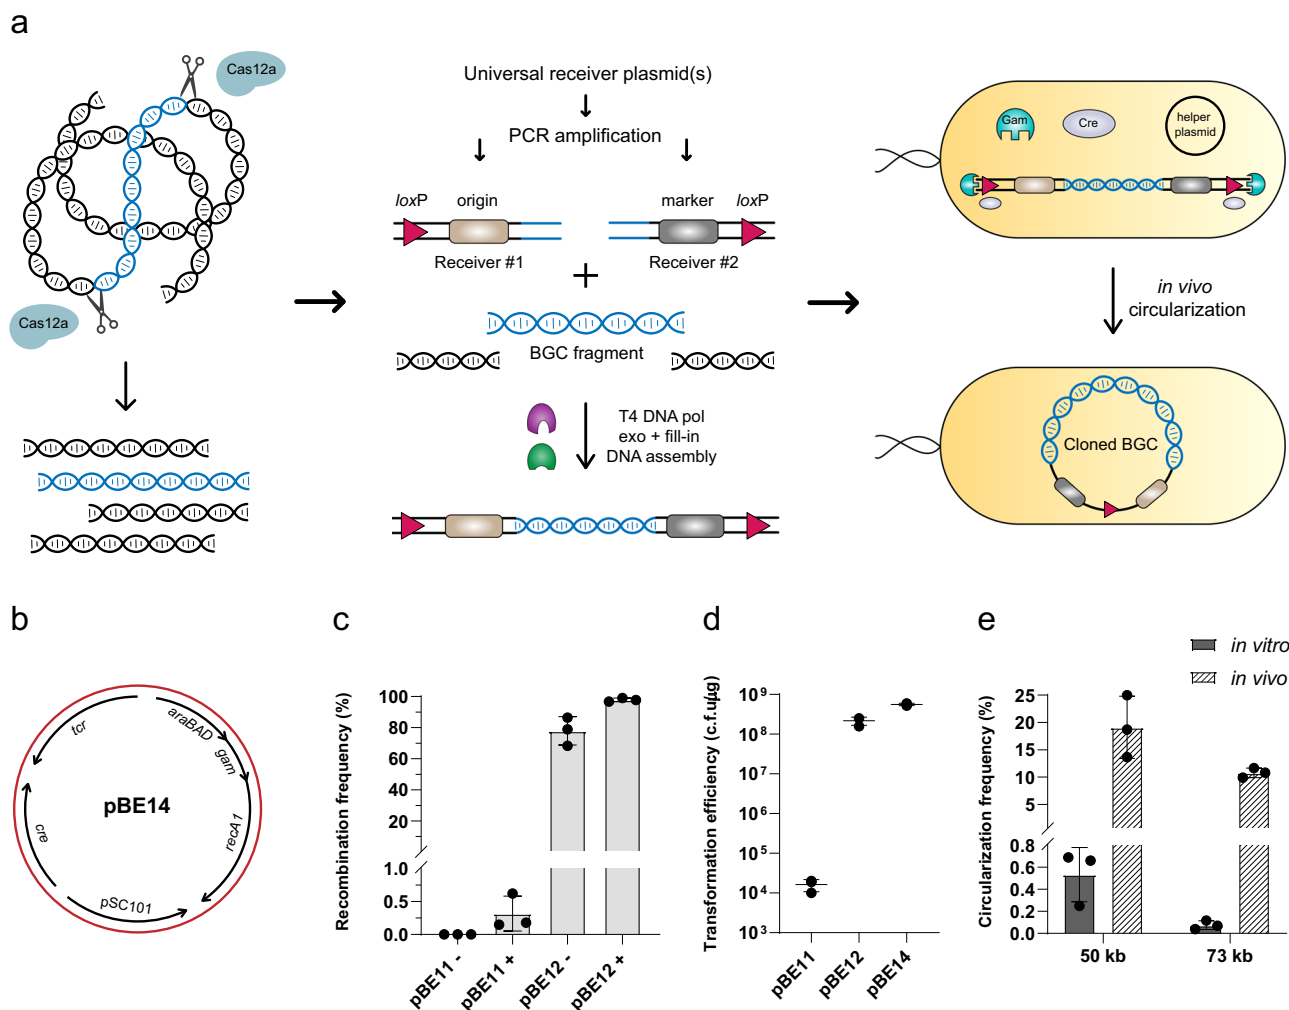 a
Cas12a
Cas12a
Universal receiver plasmid(s)
PCR amplification
loxP
origin
marker
loxP
Receiver #1
Receiver #2
+
BGC fragment
T4 DNA pol
exo + fill-in
DNA assembly
Gam
Cre
helper
plasmid
in vivo
circularization
Cloned BGC
b
tcr
araBAD
gam
recA1
pSC101
cre
pBE14
c
Recombination frequency (%)
100
80
60
40
20
1.0
0.5
0.0
pBE11 -
pBE11 +
pBE12 -
pBE12 +
d
Transformation efficiency (c.f.uµg)
10⁹
10⁸
10⁷
10⁶
10⁵
10⁴
10³
pBE11
pBE12
pBE14
e
in vitro
in vivo
Circularization frequency (%)
25
20
15
10
5
0.8
0.6
0.4
0.2
0.0
50 kb
73 kb